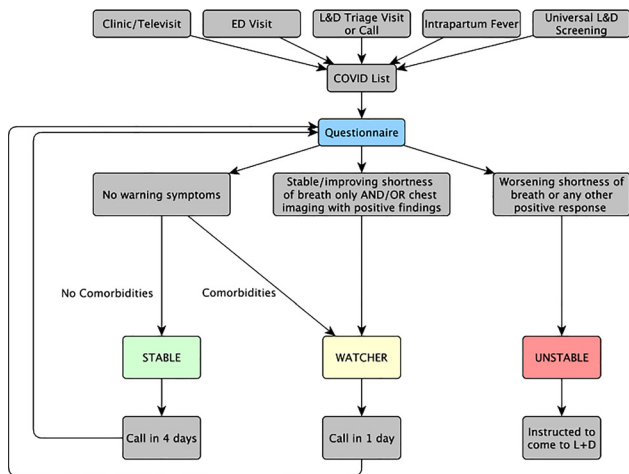 Clinic/Televisit
ED Visit
L&D Triage Visit
or Call
Intrapartum Fever
Universal L&D
Screening
COVID List
Questionnaire
No warning symptoms
Stable/improving shortness
of breath only AND/OR chest
imaging with positive findings
Worsening shortness of
breath or any other
positive response
No Comorbidities
Comorbidities
STABLE
WATCHER
UNSTABLE
Call in 4 days
Call in 1 day
Instructed to
come to L+D